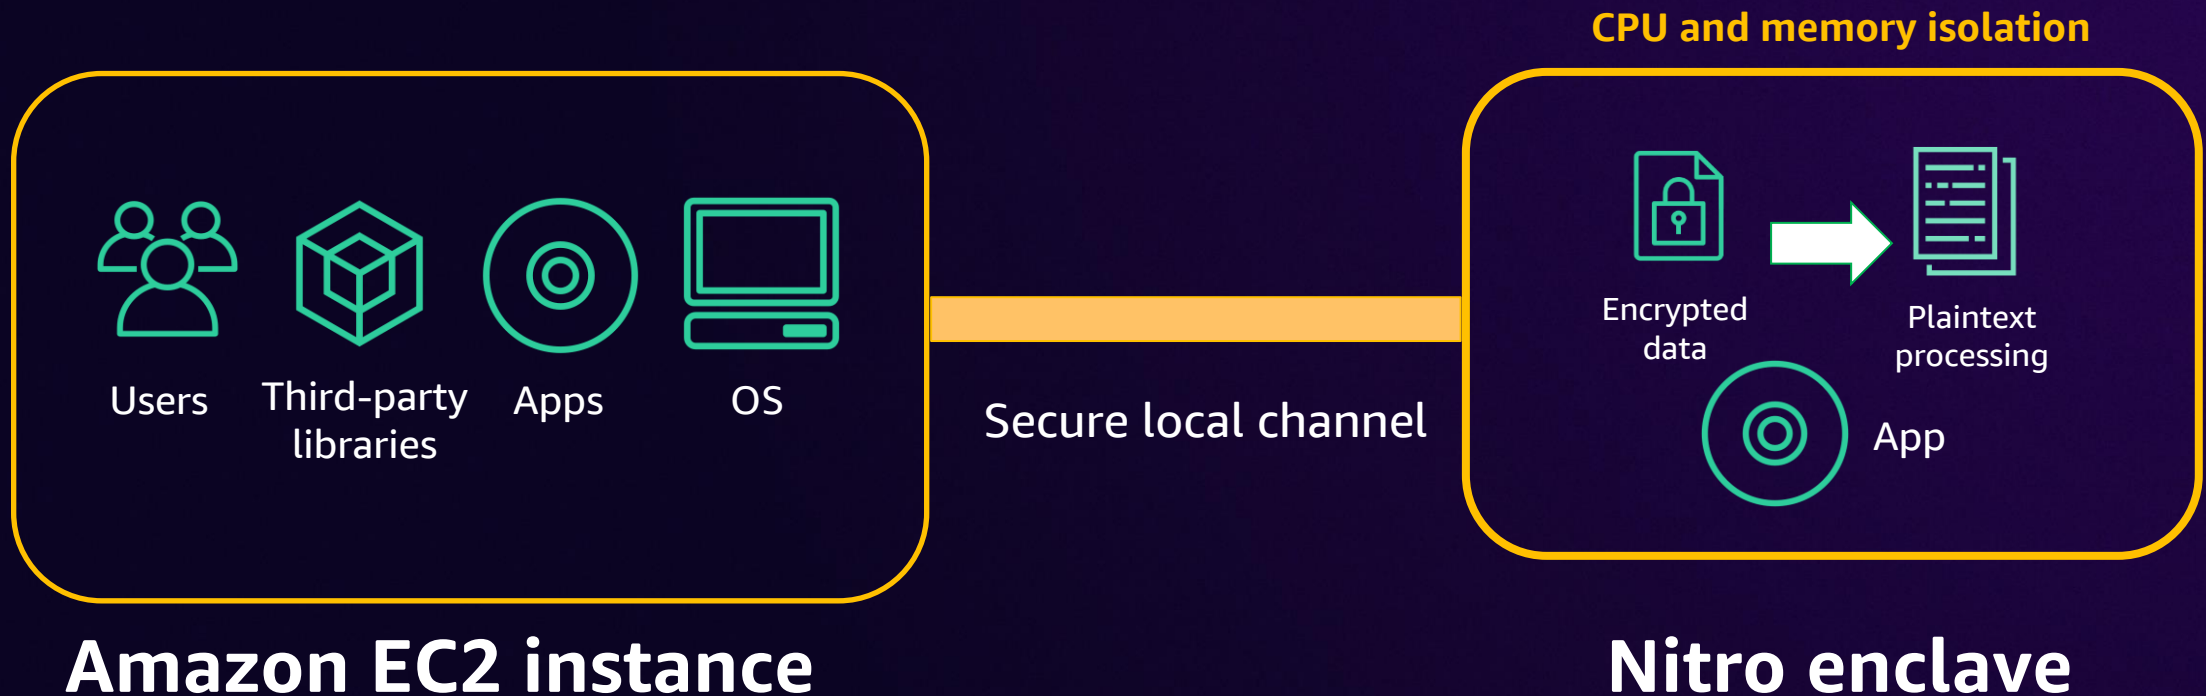 CPU and memory isolation
Users
Third-party
libraries
Apps
OS
Secure local channel
Encrypted
data
Plaintext
processing
App
Amazon EC2 instance
Nitro enclave